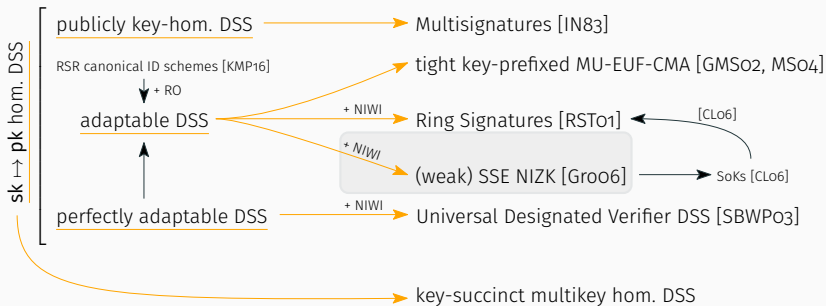 sk ↦ pk hom. DSS
publicly key-hom. DSS
Multisignatures [IN83]
RSR canonical ID schemes [KMP16]
tight key-prefixed MU-EUF-CMA [GMS02, MS04]
+ RO
+ NIWI
[CL06]
adaptable DSS
Ring Signatures [RST01]
+ NIWI
(weak) SSE NIZK [Gro06]
SoKs [CL06]
+ NIWI
perfectly adaptable DSS
Universal Designated Verifier DSS [SBWP03]
key-succinct multikey hom. DSS